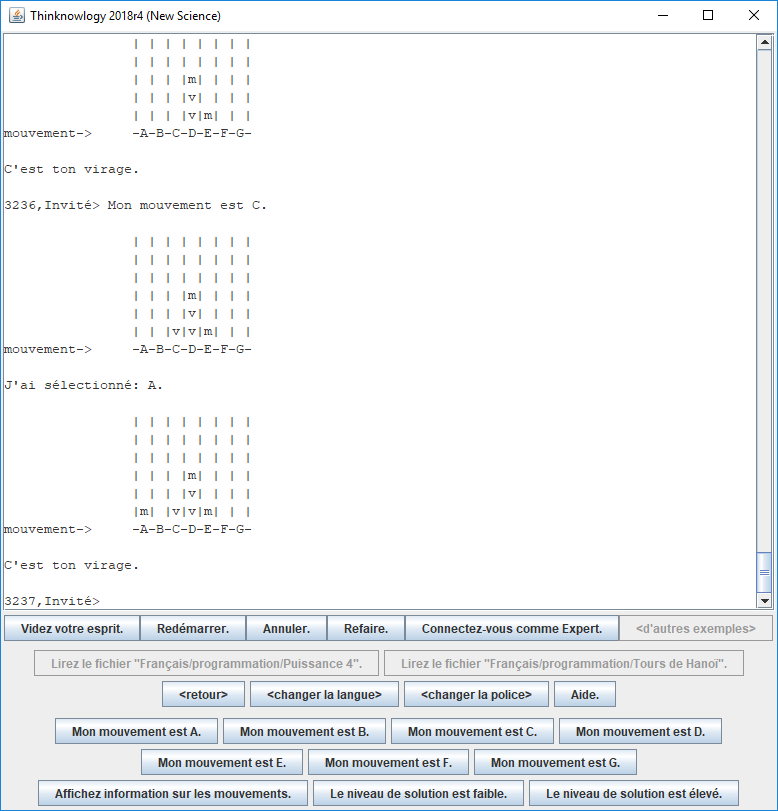 Thinknowlogy 2018r4 (New Science)
| | | | | | | |
| | | | | | | |
| | | |m| | | |
| | | |v| | | |
| | | |v|m| | |
mouvement-> -A-B-C-D-E-F-G-
C'est ton virage.
3236,Invité> Mon mouvement est C.
| | | | | | | |
| | | | | | | |
| | | | | | | |
| | | |m| | | |
| | | |v| | | |
| | |v|v|m| | |
mouvement-> -A-B-C-D-E-F-G-
J'ai sélectionné: A.
| | | | | | | |
| | | | | | | |
| | | | | | | |
| | | |m| | | |
| | | |v| | | |
|m| |v|v|m| | |
mouvement-> -A-B-C-D-E-F-G-
C'est ton virage.
3237,Invité>
Videz votre esprit. Redémarrer. Annuler. Refaire. Connectez-vous comme Expert. <d'autres exemples>
Lirez le fichier "Français/programmation/Puissance 4". Lirez le fichier "Français/programmation/Tours de Hanoï".
<retour> <changer la langue> <changer la police> Aide.
Mon mouvement est A. Mon mouvement est B. Mon mouvement est C. Mon mouvement est D.
Mon mouvement est E. Mon mouvement est F. Mon mouvement est G.
Affichez information sur les mouvements. Le niveau de solution est faible. Le niveau de solution est élevé.